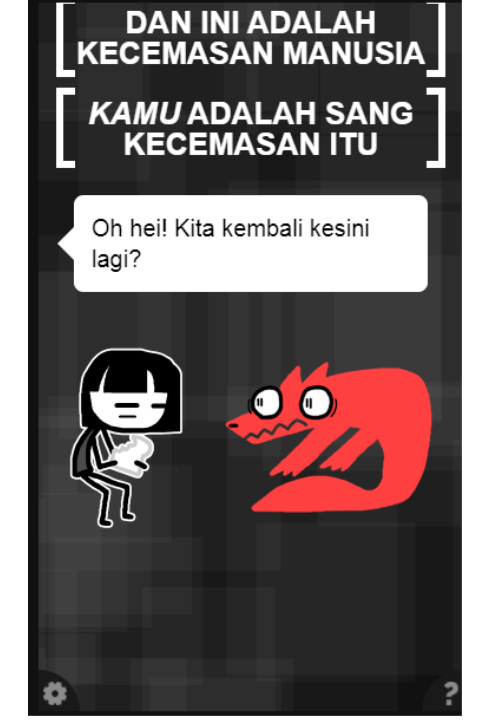 DAN INI ADALAH
KECEMASAN MANUSIA
KAMU ADALAH SANG
KECEMASAN ITU
Oh hei! Kita kembali kesini
lagi?
?